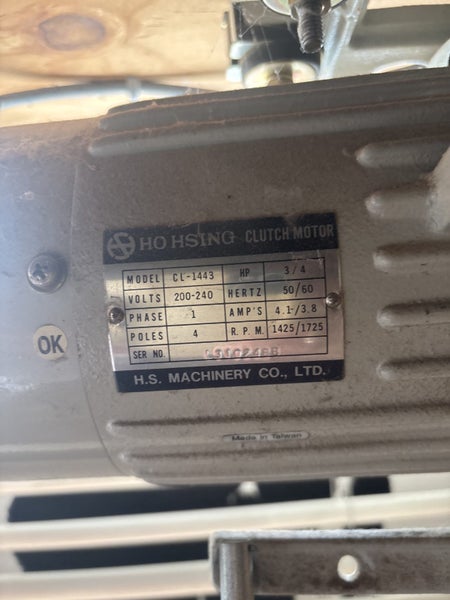 HO HSING CLUTCH MOTOR
MODEL CL-1443 HP 3/4
VOLTS 200-240 HERTZ 50/60
PHASE 1 AMP'S 4.1/3.8
POLES 4 R.P.M. 1425/1725
SER NO.
H.S. MACHINERY CO., LTD.
OK
Made in Taiwan